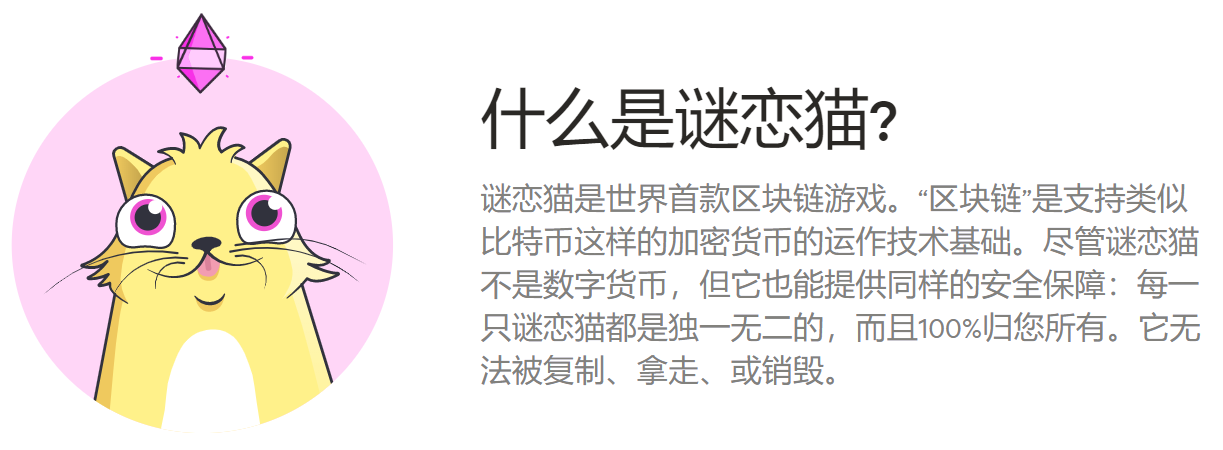 什么是谜恋猫?
谜恋猫是世界首款区块链游戏。“区块链”是支持类似
比特币这样的加密货币的运作技术基础。尽管谜恋猫
不是数字货币，但它也能提供同样的安全保障：每一
只谜恋猫都是独一无二的，而且100%归您所有。它无
法被复制、拿走、或销毁。